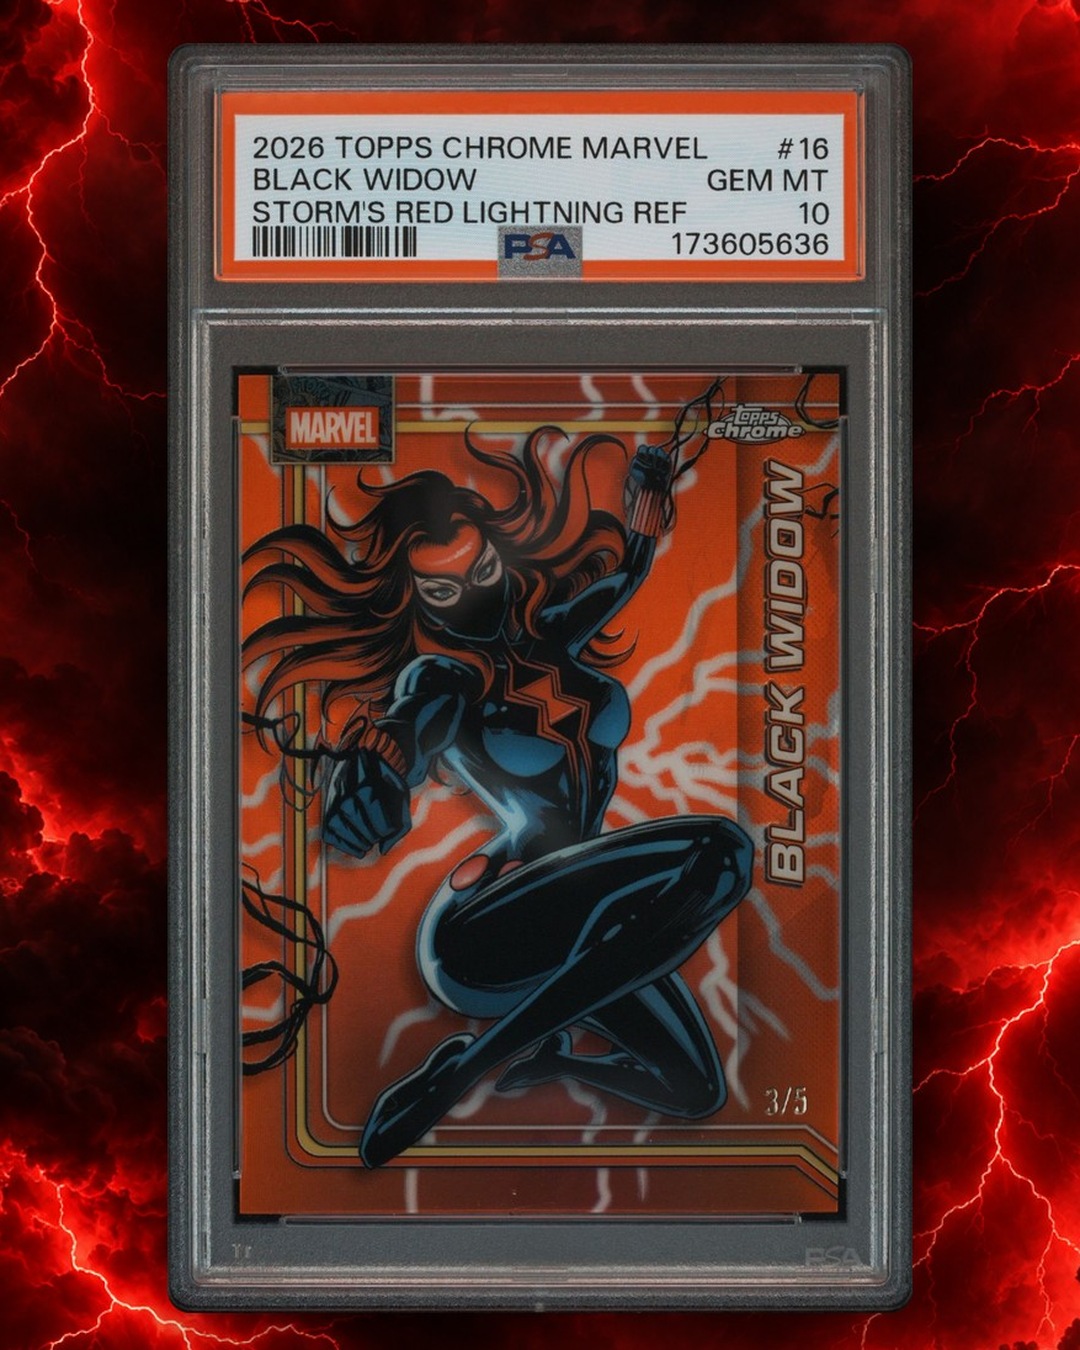 2026 TOPPS CHROME MARVEL #16
BLACK WIDOW GEM MT
STORM'S RED LIGHTNING REF 10
PSA 173605636
MARVEL
Topps Chrome
BLACK WIDOW
3/5
PSA